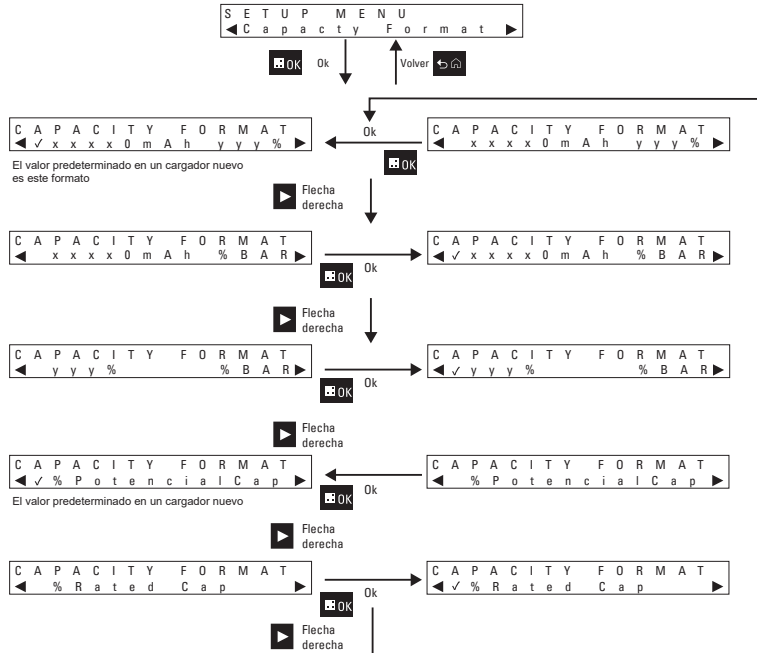 SETUP MENU
◀Capacty Format ▶
OK Ok Volver
Ok
CAPACITY FORMAT
◀✓xxxx0mAh yyy%▶
CAPACITY FORMAT
◀ xxxx0mAh yyy%▶
OK
El valor predeterminado en un cargador nuevo
es este formato
Flecha
derecha
CAPACITY FORMAT
◀ xxxx0mAh %BAR▶
Ok
OK
CAPACITY FORMAT
◀✓xxxx0mAh %BAR▶
Flecha
derecha
CAPACITY FORMAT
◀ yyy% %BAR▶
Ok
OK
CAPACITY FORMAT
◀✓yyy% %BAR▶
Flecha
derecha
CAPACITY FORMAT
◀✓%PotencialCap▶
Ok
OK
CAPACITY FORMAT
◀ %PotencialCap▶
El valor predeterminado en un cargador nuevo
Flecha
derecha
CAPACITY FORMAT
◀ %Rated Cap ▶
Ok
OK
CAPACITY FORMAT
◀✓%Rated Cap ▶
Flecha
derecha